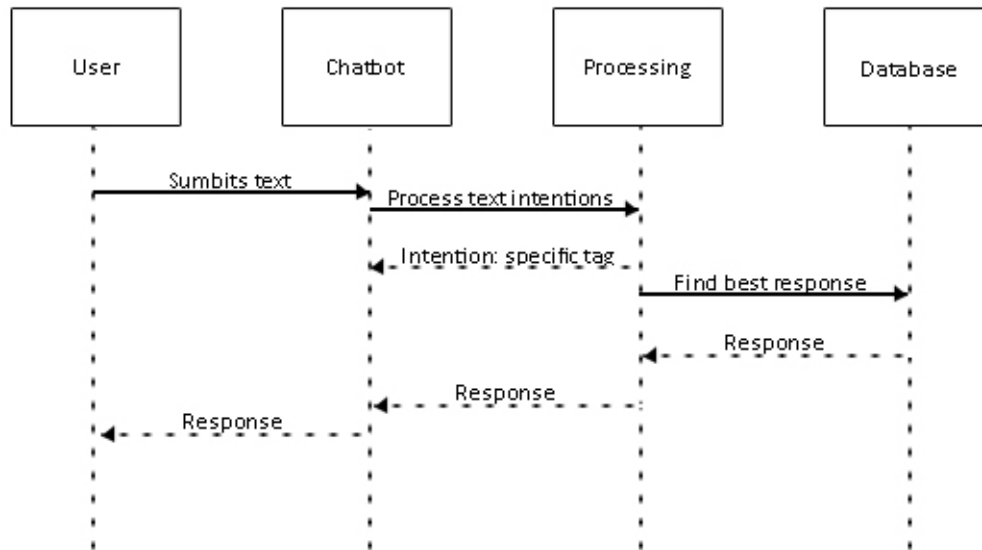 User
Chatbot
Processing
Database
Sumbits text
Process text intentions
Intention: specific tag
Find best response
Response
Response
Response